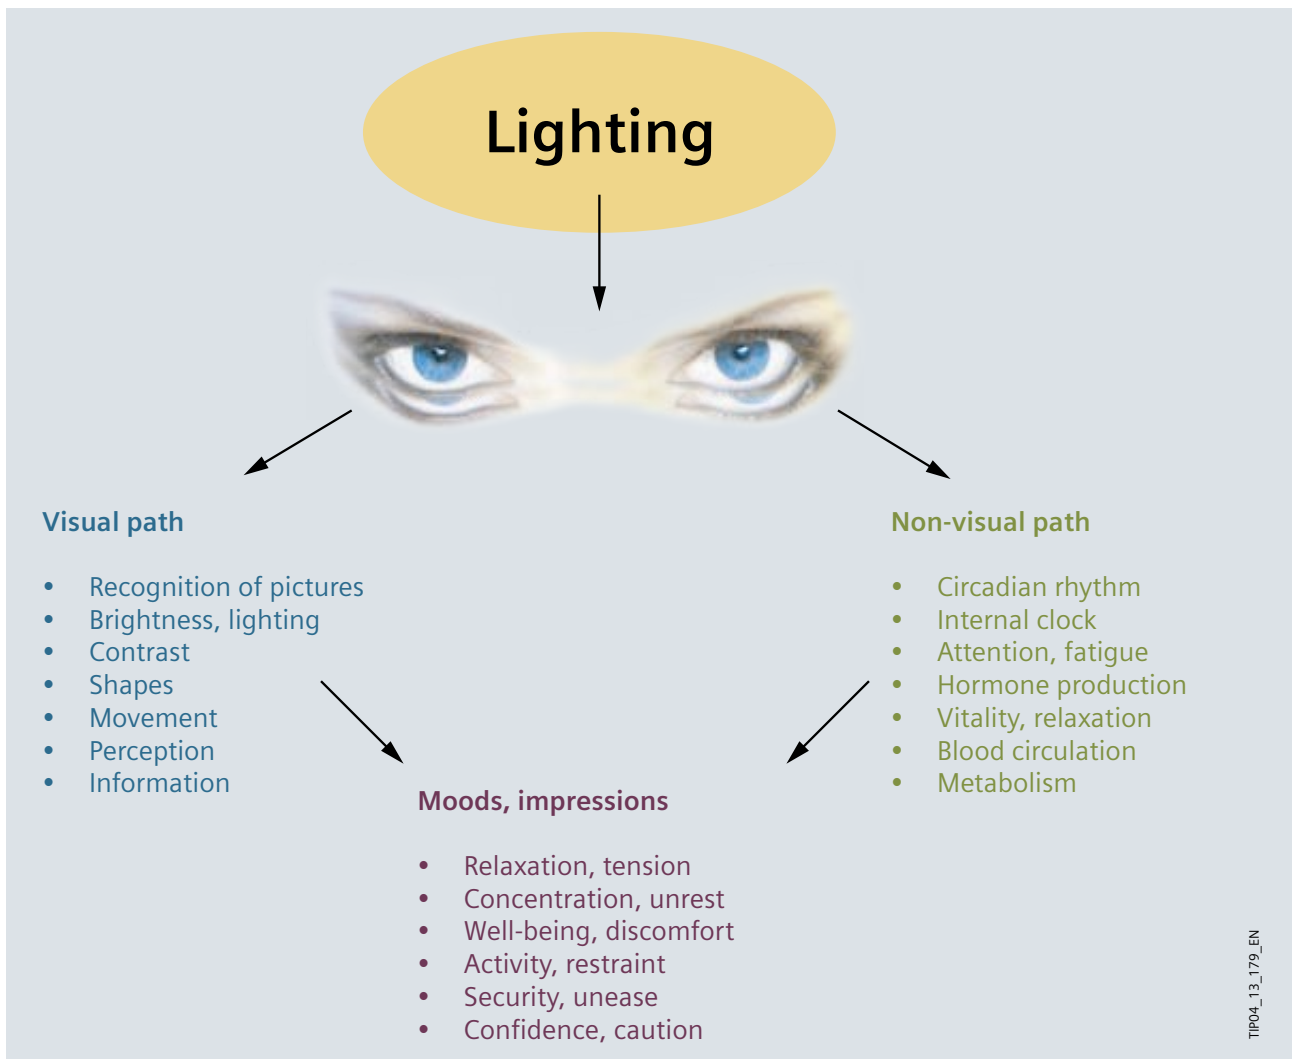 Lighting
Visual path
• Recognition of pictures
• Brightness, lighting
• Contrast
• Shapes
• Movement
• Perception
• Information
Non-visual path
• Circadian rhythm
• Internal clock
• Attention, fatigue
• Hormone production
• Vitality, relaxation
• Blood circulation
• Metabolism
Moods, impressions
• Relaxation, tension
• Concentration, unrest
• Well-being, discomfort
• Activity, restraint
• Security, unease
• Confidence, caution
TIP04_13_179_EN